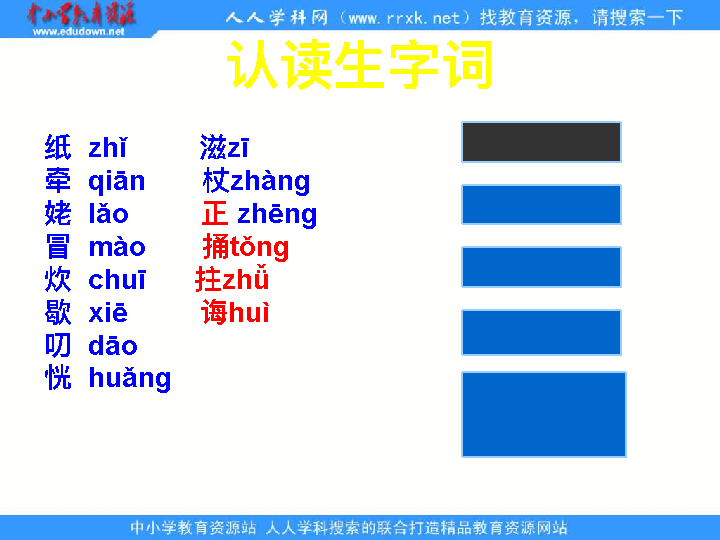 中小学教育资源
www.edudown.net
人人学科网（www.rrxk.net）找教育资源，请搜索一下
认读生字词
纸 zhǐ 滋zī
牵 qiān 杖zhàng
姥 lǎo 正 zhēng
冒 mào 捅tǒng
炊 chuī 拄zhǚ
歇 xiē 诲huì
叨 dāo
恍 huǎng
中小学教育资源站 人人学科搜索的联合打造精品教育资源网站